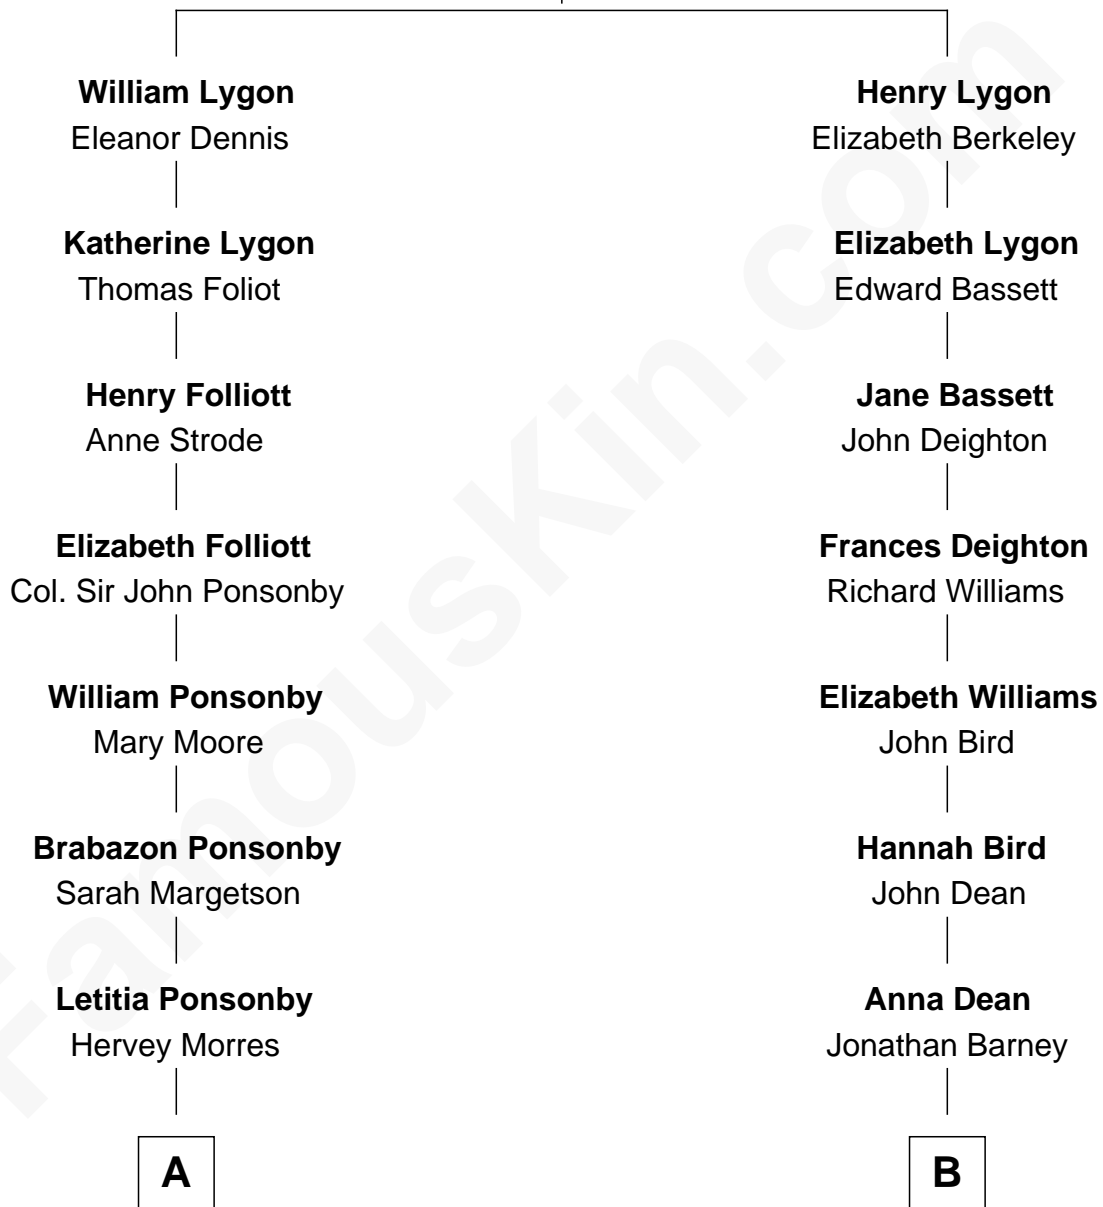 William Lygon
Eleanor Dennis
Henry Lygon
Elizabeth Berkeley
Katherine Lygon
Thomas Foliot
Elizabeth Lygon
Edward Bassett
Henry Folliott
Anne Strode
Jane Bassett
John Deighton
Elizabeth Folliott
Col. Sir John Ponsonby
Frances Deighton
Richard Williams
William Ponsonby
Mary Moore
Elizabeth Williams
John Bird
Brabazon Ponsonby
Sarah Margetson
Hannah Bird
John Dean
Letitia Ponsonby
Hervey Morres
Anna Dean
Jonathan Barney
A
B
FamousKin.com